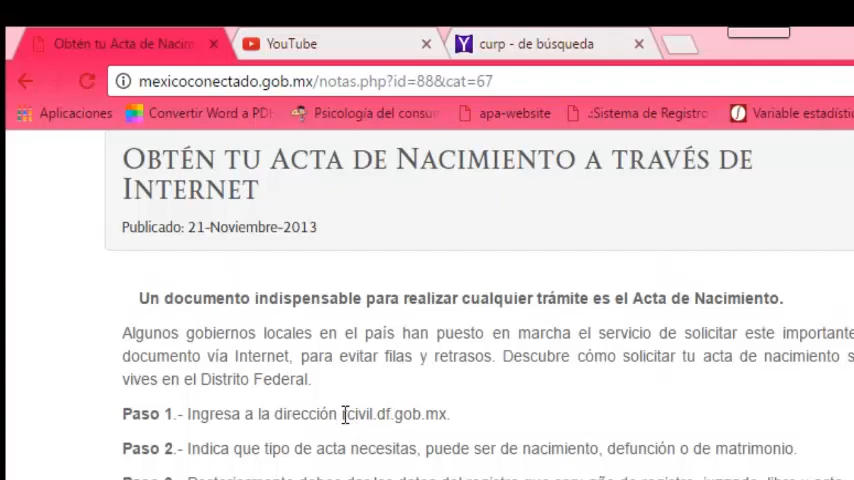 Obtén tu Acta de Nacim
YouTube
curp - de búsqueda
mexicoconectado.gob.mx/notas.php?id=88&cat=67
Aplicaciones Convertir Word a PD Psicología del consu apa-website .:Sistema de Registro Variable estadísti
OBTÉN TU ACTA DE NACIMIENTO A TRAVÉS DE
INTERNET
Publicado: 21-Noviembre-2013
Un documento indispensable para realizar cualquier trámite es el Acta de Nacimiento.
Algunos gobiernos locales en el país han puesto en marcha el servicio de solicitar este importante
documento vía Internet, para evitar filas y retrasos. Descubre cómo solicitar tu acta de nacimiento s
vives en el Distrito Federal.
Paso 1.- Ingresa a la dirección rcivil.df.gob.mx.
Paso 2.- Indica que tipo de acta necesitas, puede ser de nacimiento, defunción o de matrimonio.